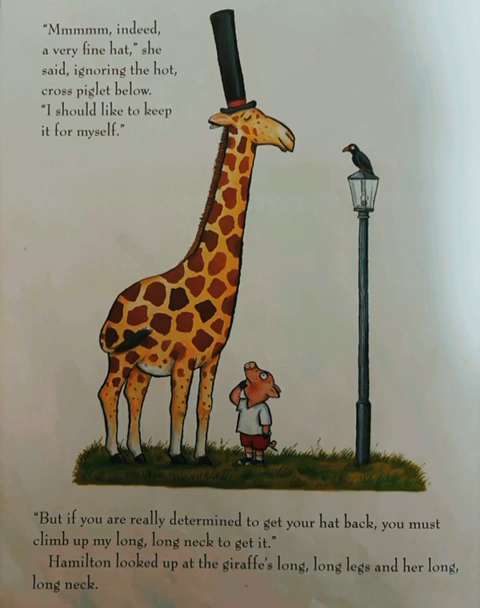 “Mmmmm, indeed,
a very fine hat,” she
said, ignoring the hot,
cross piglet below.
“I should like to keep
it for myself.”
“But if you are really determined to get your hat back, you must
climb up my long, long neck to get it.”
Hamilton looked up at the giraffe’s long, long legs and her long,
long neck.